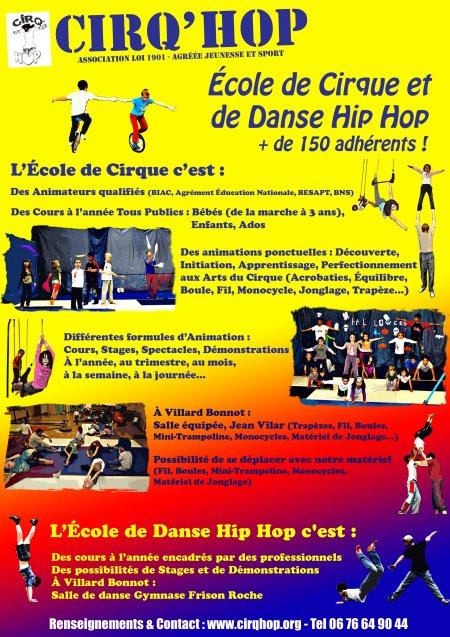 CIRQ'
HOP
CIRQ'HOP
ASSOCIATION LOI 1901 - AGRÉÉE JEUNESSE ET SPORT
École de Cirque et
de Danse Hip Hop
+ de 150 adhérents !
L'École de Cirque c'est :
Des Animateurs qualifiés (BIAC, Agrément Éducation Nationale, BESAPT, BNS)
Des Cours à l'année Tous Publics : Bébés (de la marche à 3 ans),
Enfants, Ados
Des animations ponctuelles : Découverte,
Initiation, Apprentissage, Perfectionnement
aux Arts du Cirque (Acrobaties, Équilibre,
Boule, Fil, Monocycle, Jonglage, Trapèze...)
Différentes formules d'Animation :
Cours, Stages, Spectacles, Démonstrations
À l'année, au trimestre, au mois,
à la semaine, à la journée...
HALLOWEEN
À Villard Bonnot :
Salle équipée, Jean Vilar (Trapèzes, Fil, Boules,
Mini-Trampoline, Monocycles, Matériel de Jonglage...)
Possibilité de se déplacer avec notre matériel
(Fil, Boules, Mini-Trampoline, Monocycles,
Matériel de Jonglage)
L'École de Danse Hip Hop c'est :
Des cours à l'année encadrés par des professionnels
Des possibilités de Stages et de Démonstrations
À Villard Bonnot :
Salle de danse Gymnase Frison Roche
Renseignements & Contact : www.cirqhop.org - Tel 06 76 64 90 44